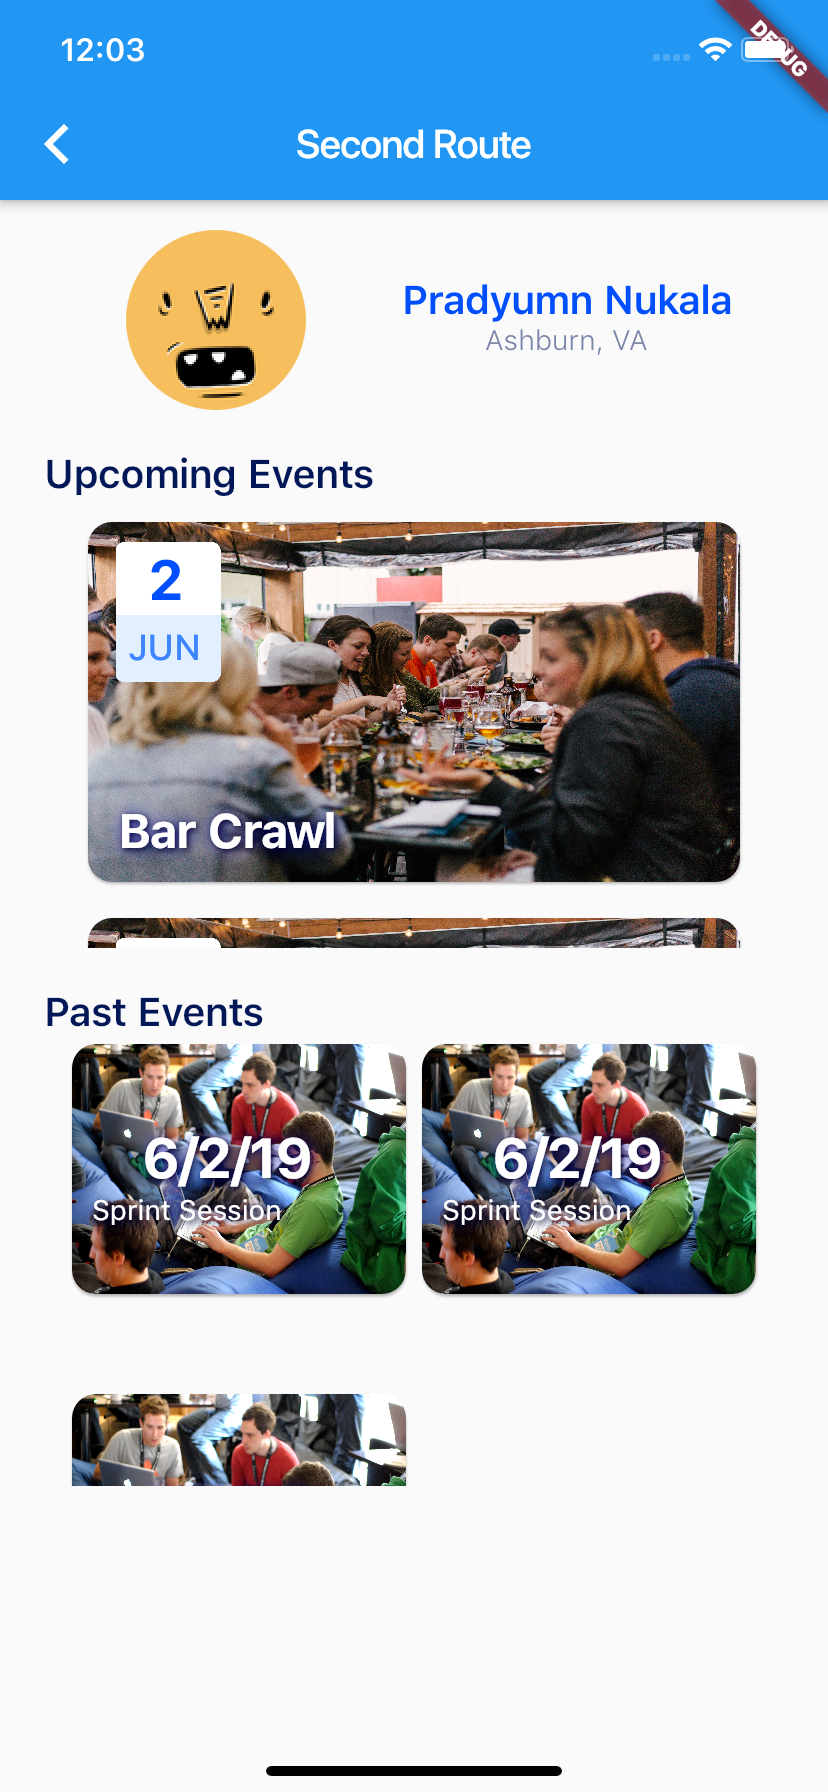 12:03
DEBUG
Second Route
Pradyumn Nukala
Ashburn, VA
Upcoming Events
2
JUN
Bar Crawl
Past Events
6/2/19
Sprint Session
6/2/19
Sprint Session